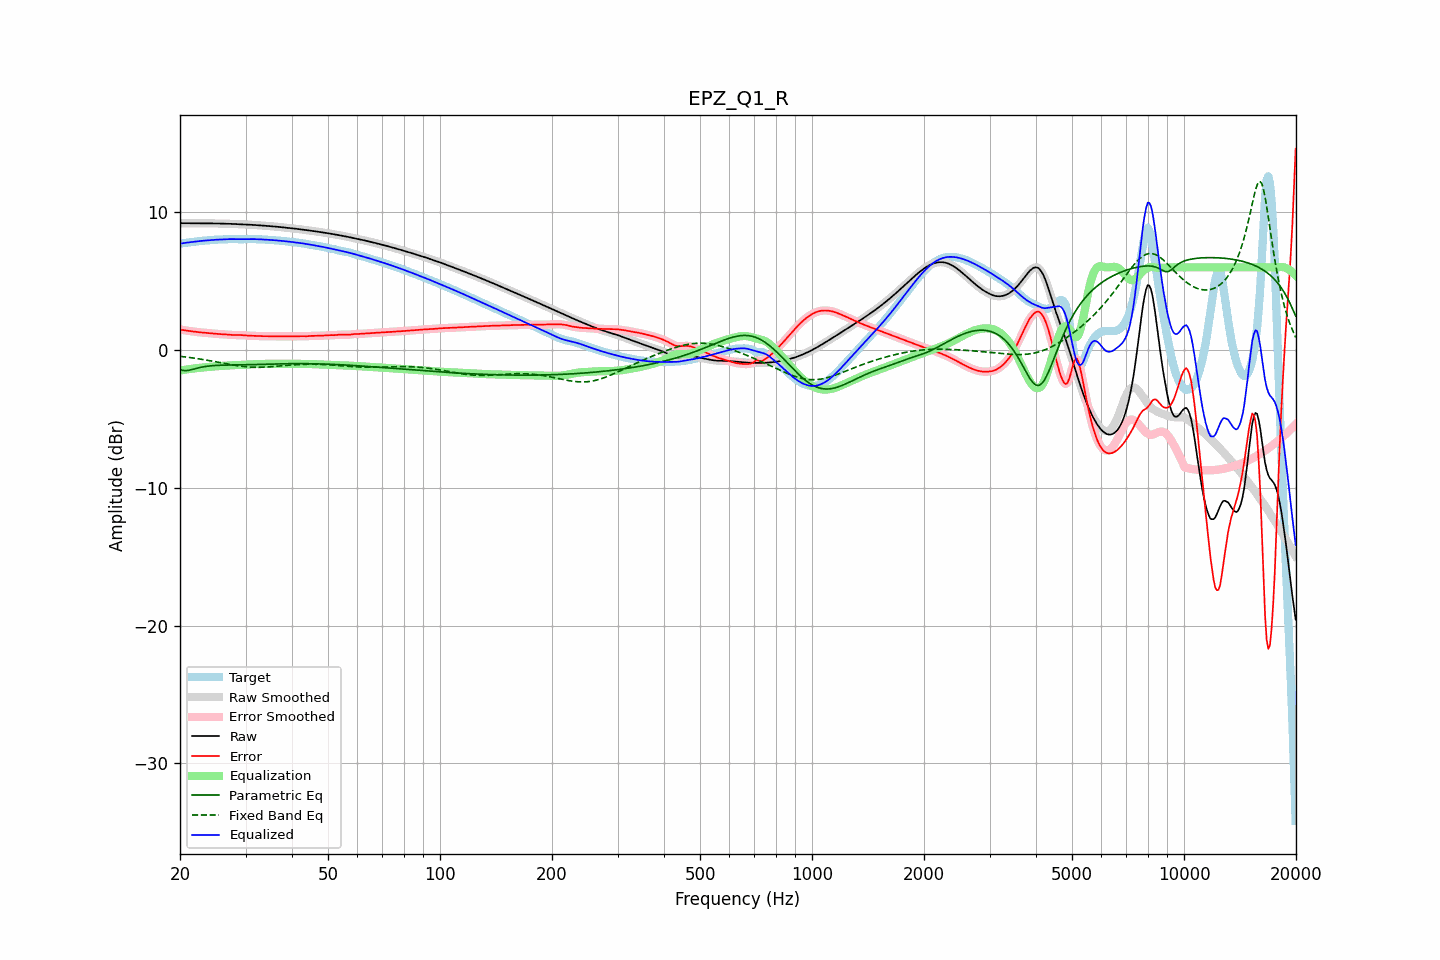 EPZ_Q1_R
Amplitude (dBr)
10
0
−10
−20
−30
Target
Raw Smoothed
Error Smoothed
Raw
Error
Equalization
Parametric Eq
Fixed Band Eq
Equalized
20 50 100 200 500 1000 2000 5000 10000 20000
Frequency (Hz)